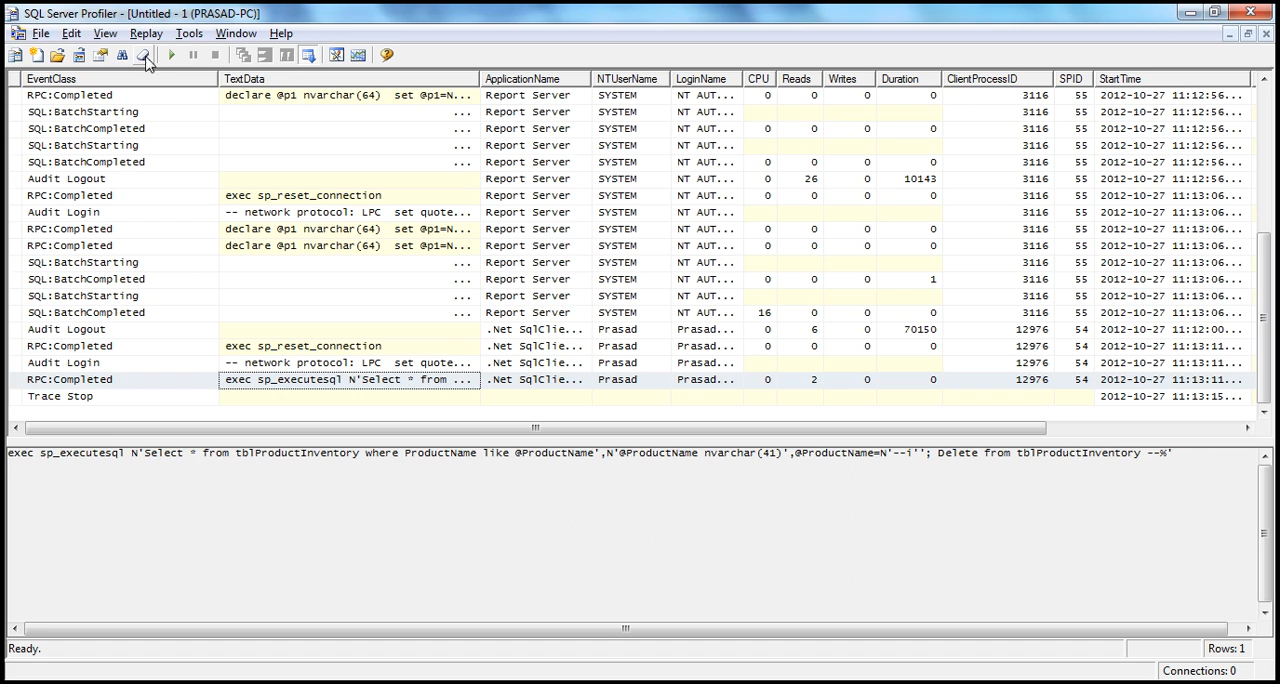 SQL Server Profiler - [Untitled - 1 (PRASAD-PC)]
File Edit View Replay Tools Window Help
EventClass TextData ApplicationName NTUserName LoginName CPU Reads Writes Duration ClientProcessID SPID StartTime
RPC:Completed declare @p1 nvarchar(64) set @p1=N... Report Server SYSTEM NT AUT... 0 0 0 0 3116 55 2012-10-27 11:12:56...
SQL:BatchStarting ... Report Server SYSTEM NT AUT... 3116 55 2012-10-27 11:12:56...
SQL:BatchCompleted ... Report Server SYSTEM NT AUT... 0 0 0 0 3116 55 2012-10-27 11:12:56...
SQL:BatchStarting ... Report Server SYSTEM NT AUT... 3116 55 2012-10-27 11:12:56...
SQL:BatchCompleted ... Report Server SYSTEM NT AUT... 0 0 0 0 3116 55 2012-10-27 11:12:56...
Audit Logout Report Server SYSTEM NT AUT... 0 26 0 10143 3116 55 2012-10-27 11:12:56...
RPC:Completed exec sp_reset_connection Report Server SYSTEM NT AUT... 0 0 0 0 3116 55 2012-10-27 11:13:06...
Audit Login -- network protocol: LPC set quote... Report Server SYSTEM NT AUT... 3116 55 2012-10-27 11:13:06...
RPC:Completed declare @p1 nvarchar(64) set @p1=N... Report Server SYSTEM NT AUT... 0 0 0 0 3116 55 2012-10-27 11:13:06...
RPC:Completed declare @p1 nvarchar(64) set @p1=N... Report Server SYSTEM NT AUT... 0 0 0 0 3116 55 2012-10-27 11:13:06...
SQL:BatchStarting ... Report Server SYSTEM NT AUT... 3116 55 2012-10-27 11:13:06...
SQL:BatchCompleted ... Report Server SYSTEM NT AUT... 0 0 0 1 3116 55 2012-10-27 11:13:06...
SQL:BatchStarting ... Report Server SYSTEM NT AUT... 3116 55 2012-10-27 11:13:06...
SQL:BatchCompleted ... Report Server SYSTEM NT AUT... 16 0 0 0 3116 55 2012-10-27 11:13:06...
Audit Logout .Net SqlClie... Prasad Prasad... 0 6 0 70150 12976 54 2012-10-27 11:12:00...
RPC:Completed exec sp_reset_connection .Net SqlClie... Prasad Prasad... 0 0 0 0 12976 54 2012-10-27 11:13:11...
Audit Login -- network protocol: LPC set quote... .Net SqlClie... Prasad Prasad... 12976 54 2012-10-27 11:13:11...
RPC:Completed exec sp_executesql N'Select * from ... .Net SqlClie... Prasad Prasad... 0 2 0 0 12976 54 2012-10-27 11:13:11...
Trace Stop 2012-10-27 11:13:15...
exec sp_executesql N'Select * from tblProductInventory where ProductName like @ProductName',N'@ProductName nvarchar(41)',@ProductName=N'--i''; Delete from tblProductInventory --%'
Ready. Rows: 1
Connections: 0